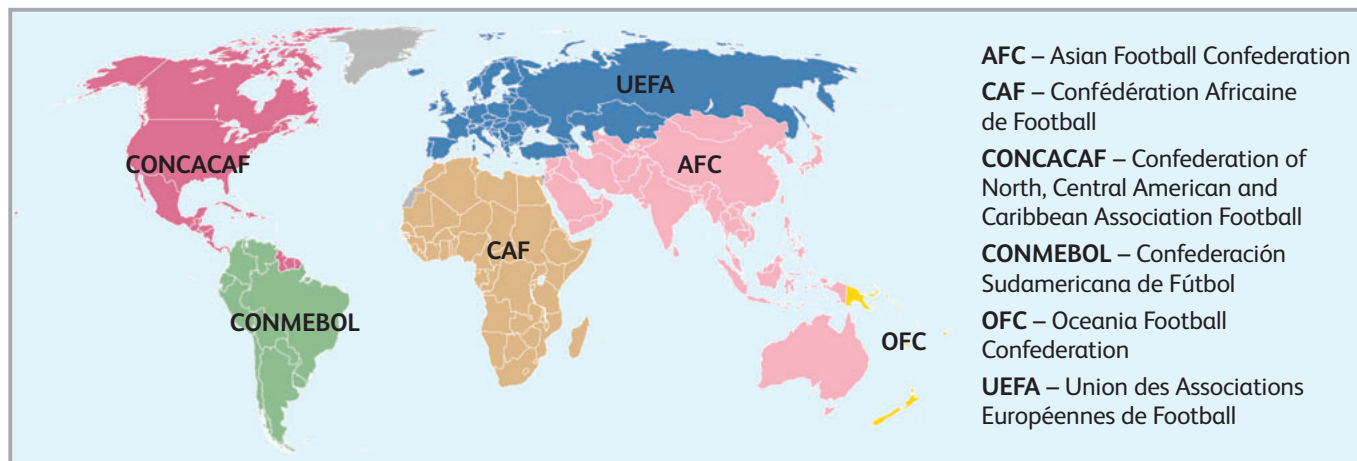 UEFA
CONCACAF
AFC
CAF
CONMEBOL
OFC
AFC – Asian Football Confederation
CAF – Confédération Africaine
de Football
CONCACAF – Confederation of
North, Central American and
Caribbean Association Football
CONMEBOL – Confederación
Sudamericana de Fútbol
OFC – Oceania Football
Confederation
UEFA – Union des Associations
Européennes de Football